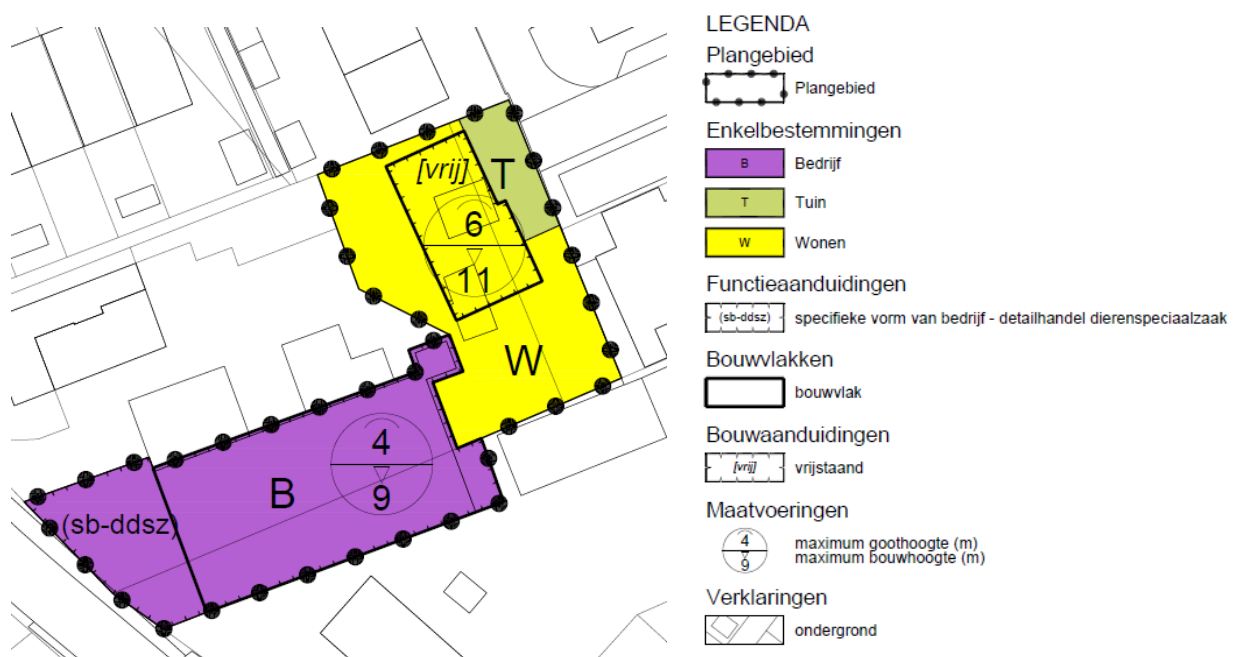 [vrij]
T
6
11
W
4
9
B
(sb-ddsz)
LEGENDA
Plangebied
Plangebied
Enkelbestemmingen
B Bedrijf
T Tuin
W Wonen
Functieaanduidingen
(sb-ddsz) specifieke vorm van bedrijf - detailhandel dierenspeciaalzaak
Bouwvlakken
bouwvlak
Bouwaanduidingen
[vrij] vrijstaand
Maatvoeringen
4 maximum goothoogte (m)
9 maximum bouwhoogte (m)
Verklaringen
ondergrond